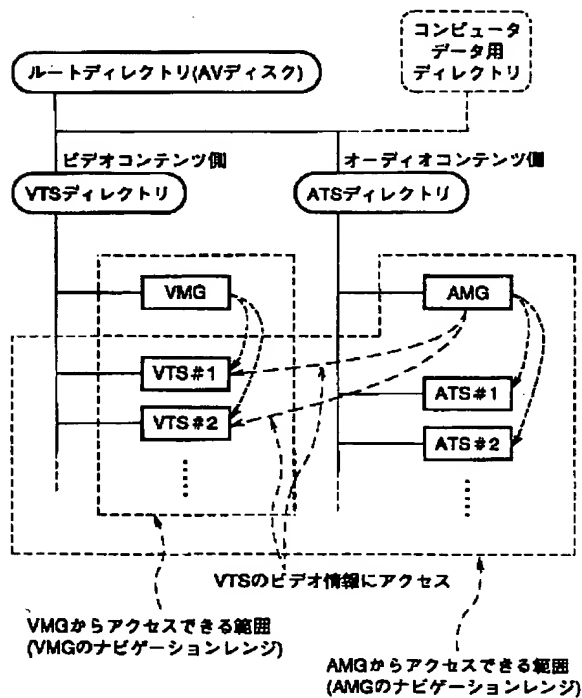 コンピュータ
データ用
ディレクトリ
ルートディレクトリ(AVディスク)
ビデオコンテンツ側
オーディオコンテンツ側
VTSディレクトリ
ATSディレクトリ
VMG
AMG
VTS#1
ATS#1
VTS#2
ATS#2
VTSのビデオ情報にアクセス
VMGからアクセスできる範囲
(VMGのナビゲーションレンジ)
AMGからアクセスできる範囲
(AMGのナビゲーションレンジ)